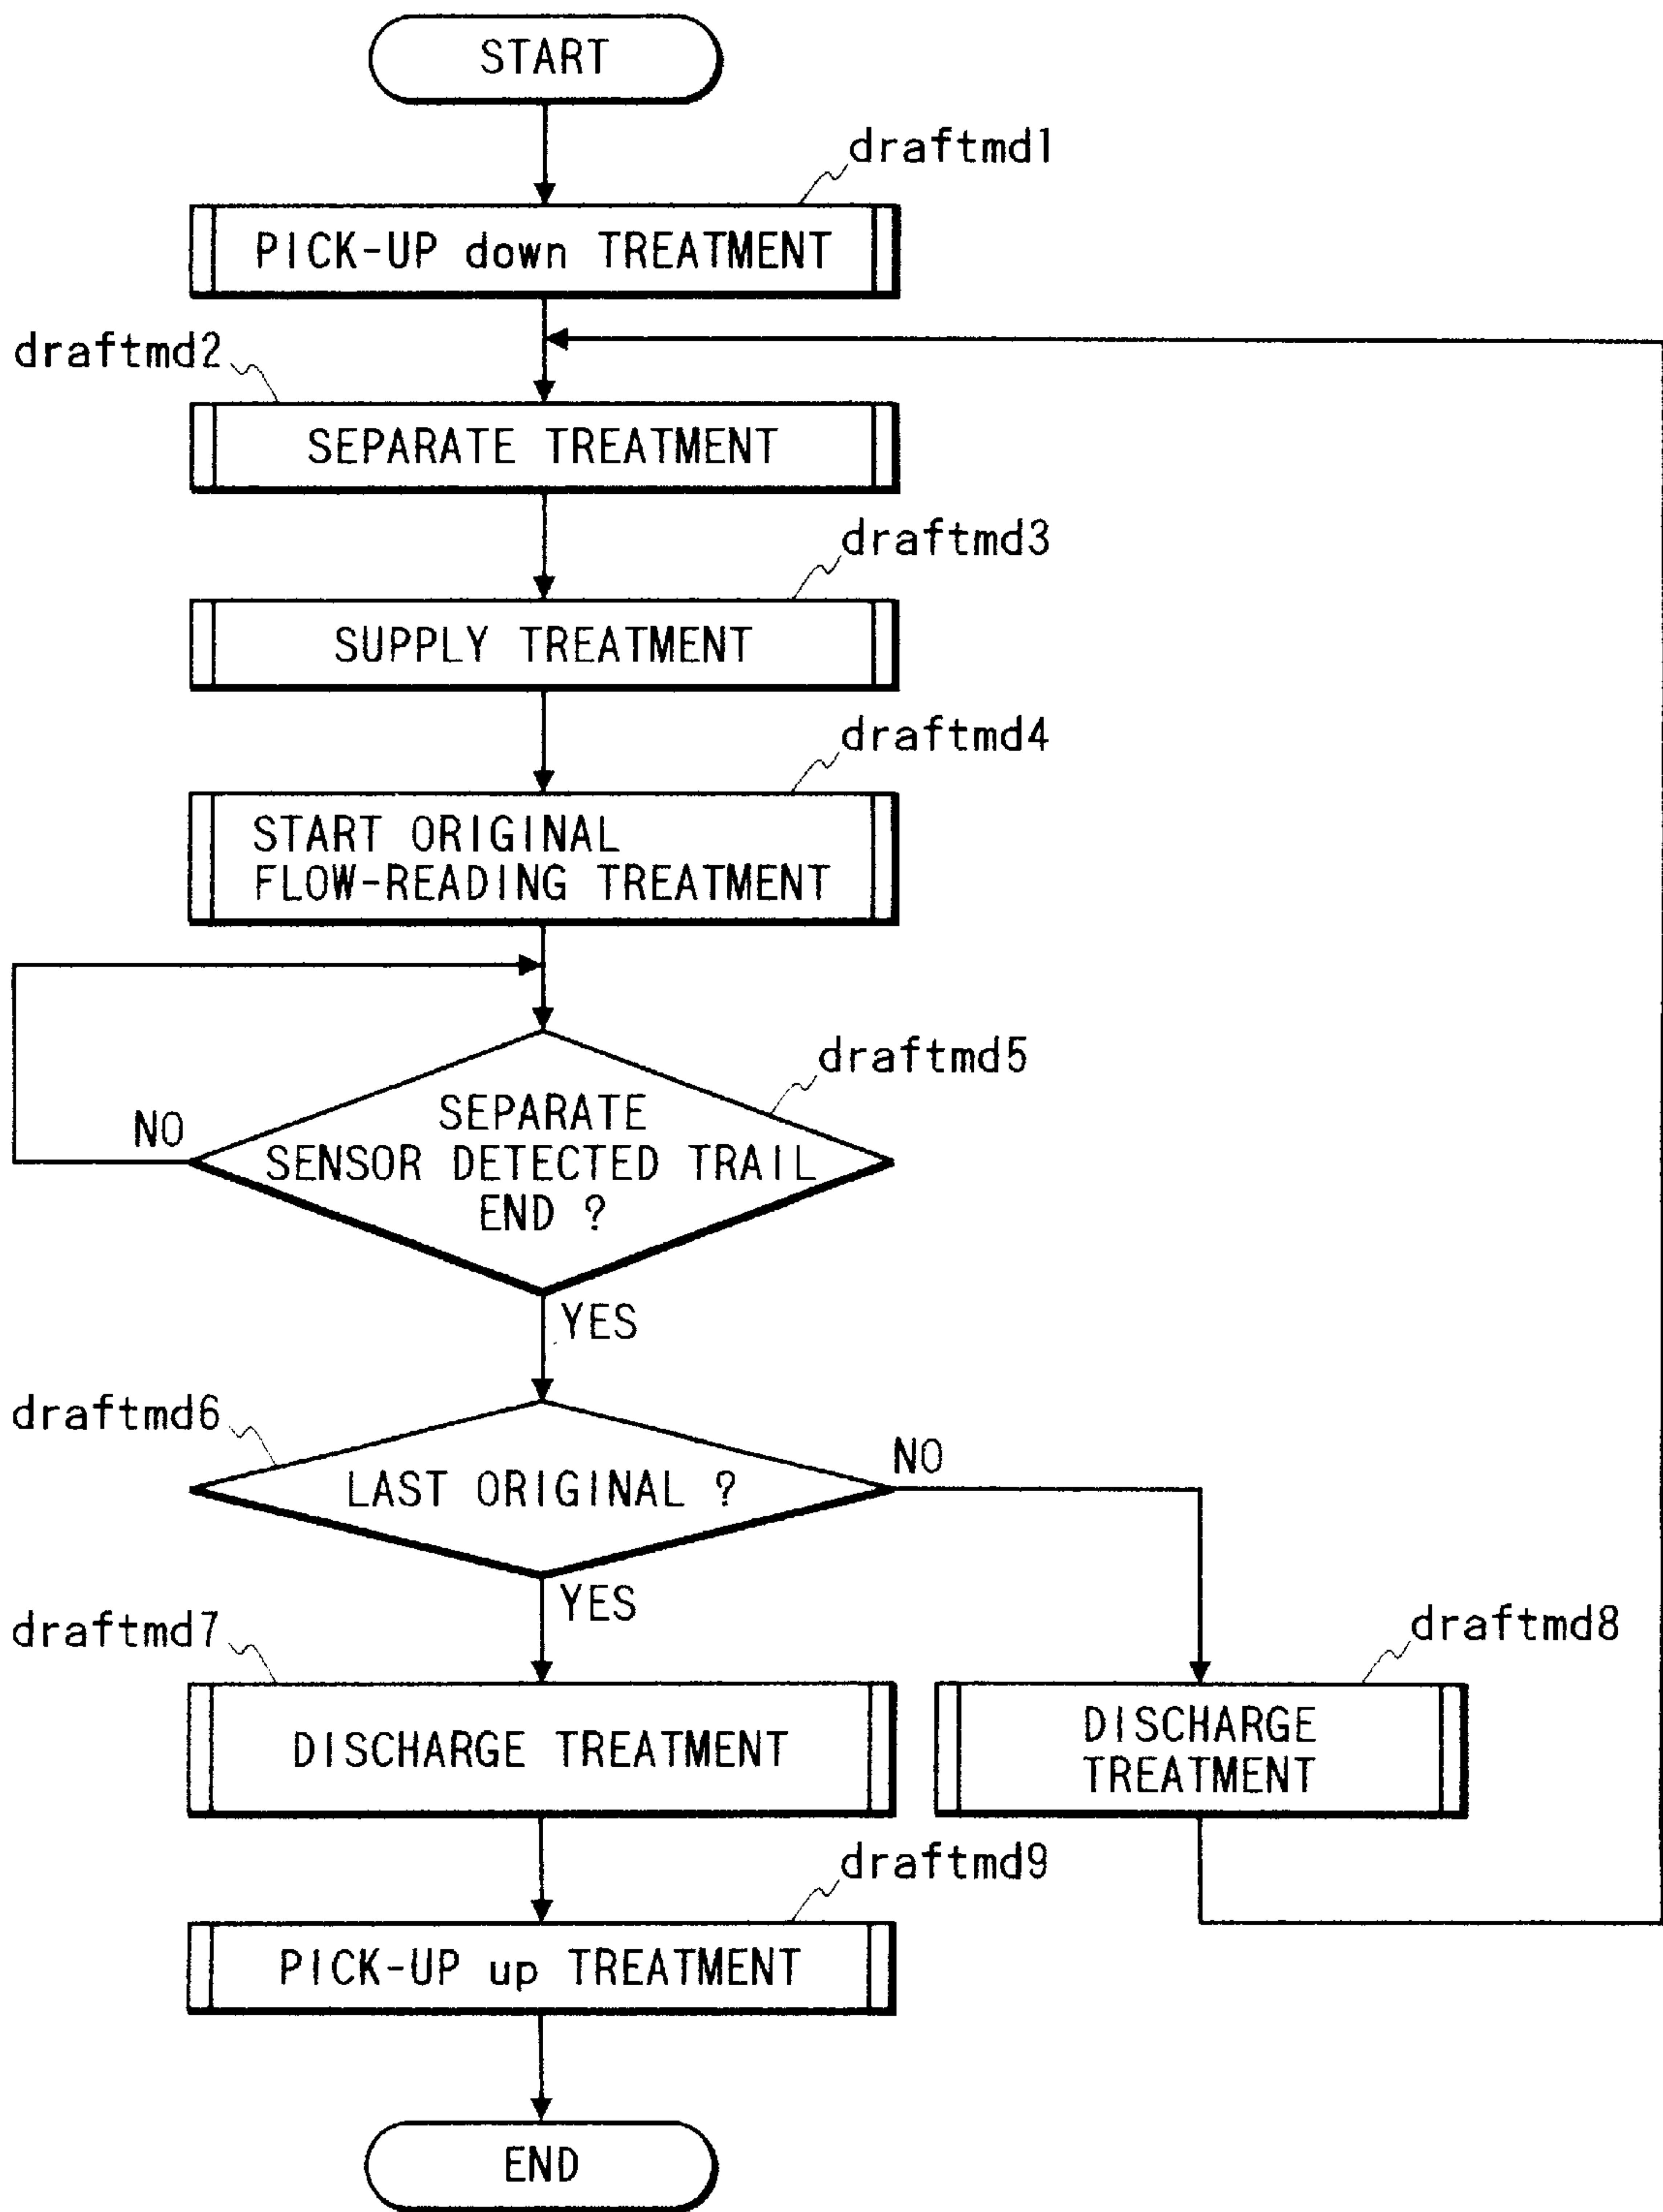 START
draftmd1
PICK-UP down TREATMENT
draftmd2
SEPARATE TREATMENT
draftmd3
SUPPLY TREATMENT
draftmd4
START ORIGINAL
FLOW-READING TREATMENT
draftmd5
SEPARATE
SENSOR DETECTED TRAIL
END ?
NO
YES
draftmd6
LAST ORIGINAL ?
NO
YES
draftmd7
DISCHARGE TREATMENT
draftmd8
DISCHARGE
TREATMENT
draftmd9
PICK-UP up TREATMENT
END